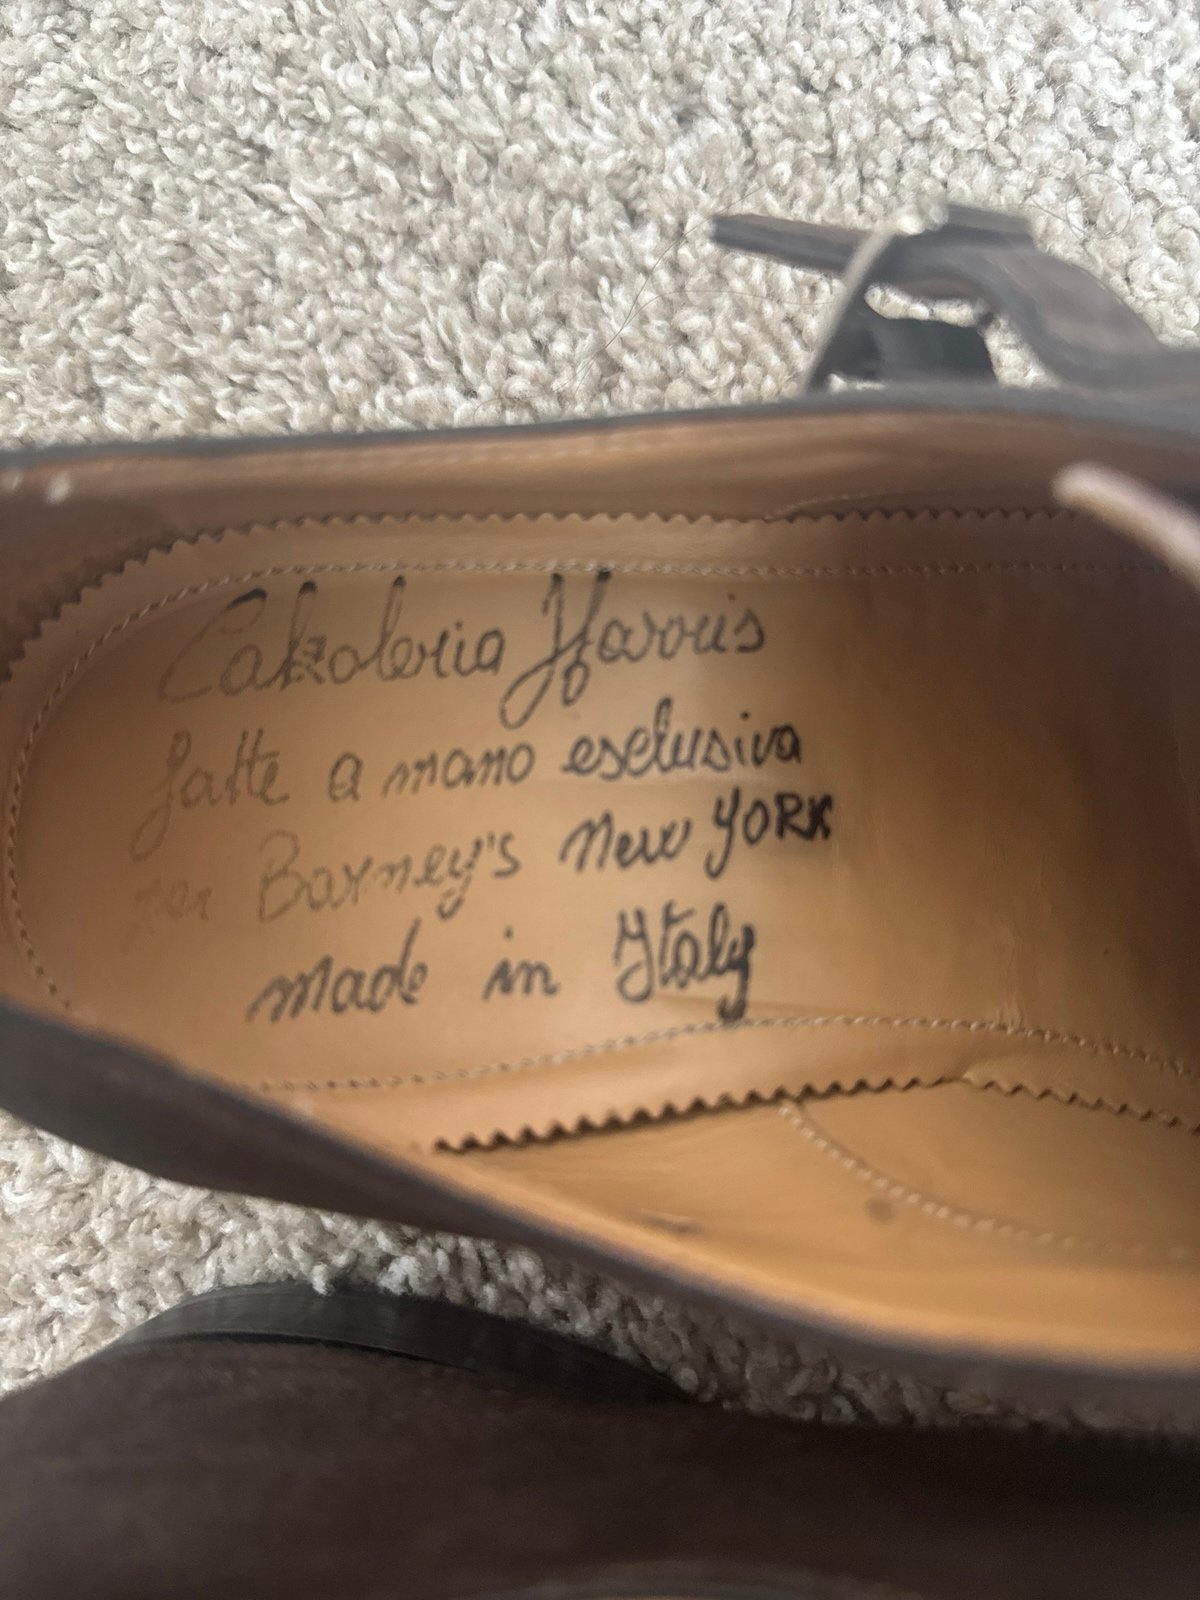 Calzoleria Harris
fatte a mano esclusiva
per Barney's New YORK
made in Italy